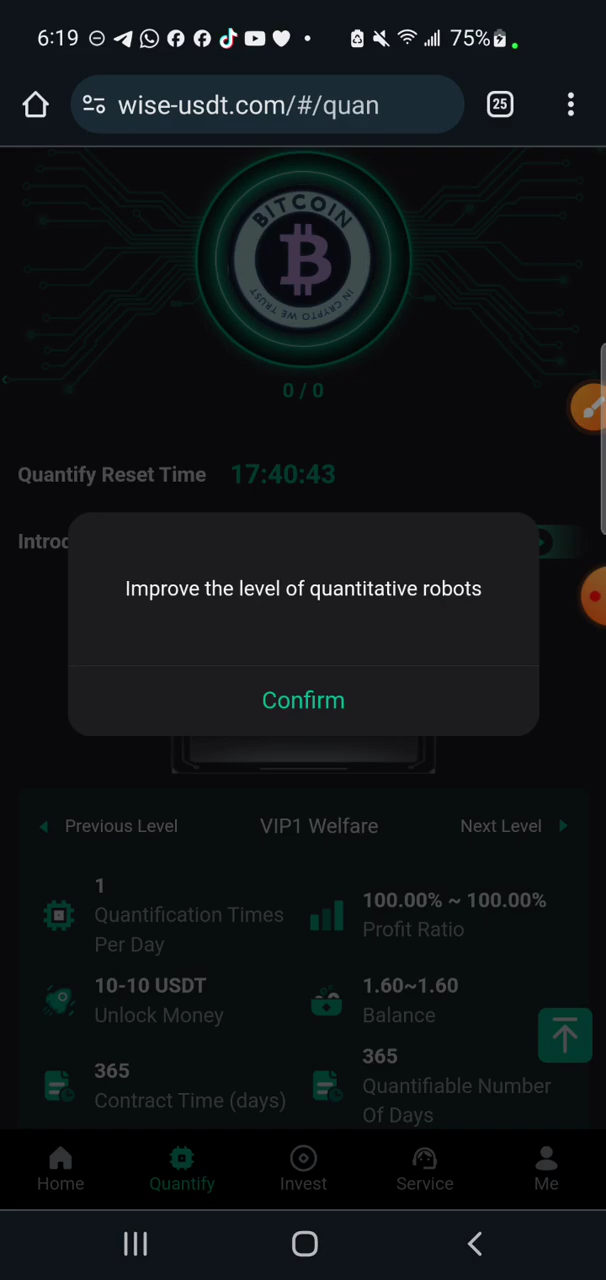 6:19
75%
wise-usdt.com/#/quan
25
BITCOIN
B
IN CRYPTO WE TRUST
0 / 0
Quantify Reset Time 17:40:43
Introd
Improve the level of quantitative robots
Confirm
Previous Level VIP1 Welfare Next Level
1
Quantification Times
Per Day
100.00% ~ 100.00%
Profit Ratio
10-10 USDT
Unlock Money
1.60~1.60
Balance
365
Contract Time (days)
365
Quantifiable Number
Of Days
Home Quantify Invest Service Me